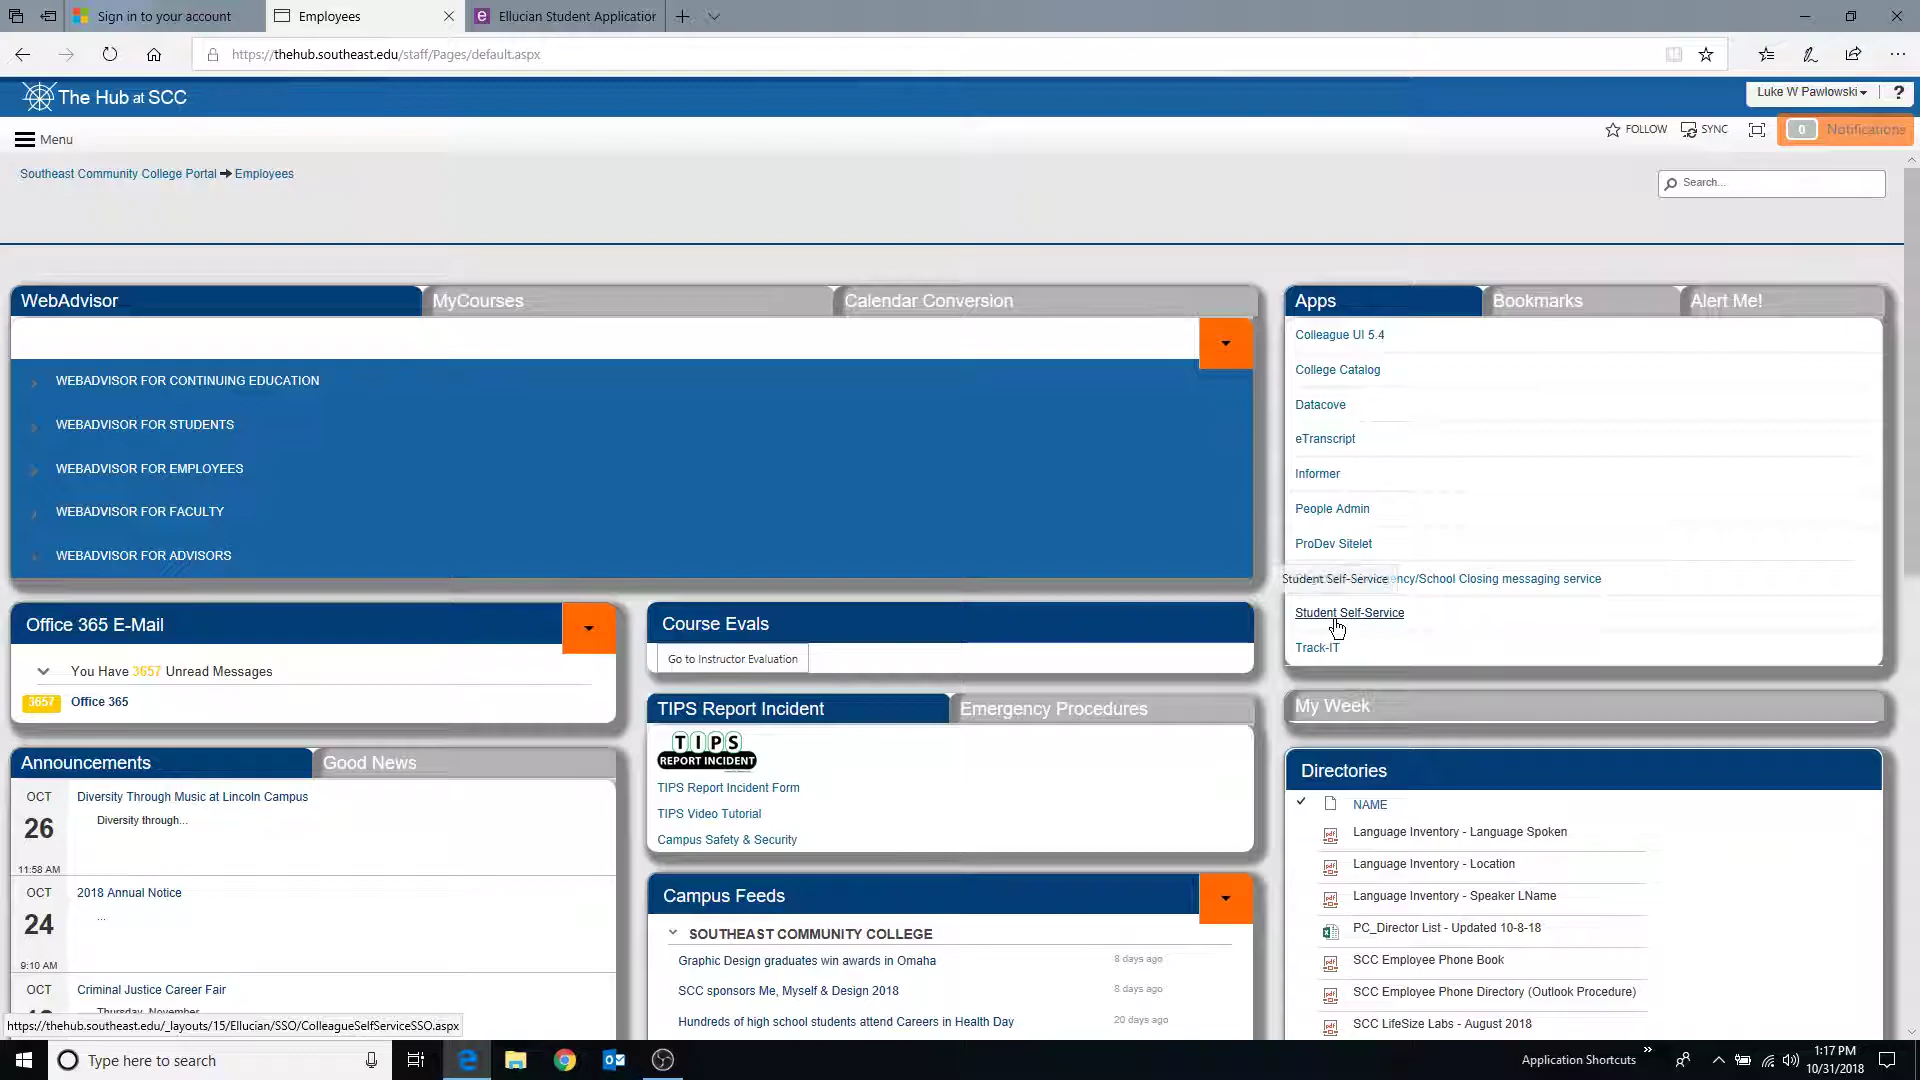 Sign in to your account
Employees
Ellucian Student Application
https://thehub.southeast.edu/staff/Pages/default.aspx
The Hub at SCC
Luke W Pawlowski
?
Menu
FOLLOW
SYNC
0
Notifications
Southeast Community College Portal
Employees
Search...
WebAdvisor
MyCourses
Calendar Conversion
WEBADVISOR FOR CONTINUING EDUCATION
WEBADVISOR FOR STUDENTS
WEBADVISOR FOR EMPLOYEES
WEBADVISOR FOR FACULTY
WEBADVISOR FOR ADVISORS
Apps
Bookmarks
Alert Me!
Colleague UI 5.4
College Catalog
Datacove
eTranscript
Informer
People Admin
ProDev Sitelet
Student Self-Service
ency/School Closing messaging service
Student Self-Service
Track-IT
Office 365 E-Mail
You Have 3657 Unread Messages
3657
Office 365
Course Evals
Go to Instructor Evaluation
TIPS Report Incident
Emergency Procedures
TIPS
REPORT INCIDENT
TIPS Report Incident Form
TIPS Video Tutorial
Campus Safety & Security
My Week
Announcements
Good News
OCT
26
11:58 AM
Diversity Through Music at Lincoln Campus
Diversity through...
OCT
24
9:10 AM
2018 Annual Notice
...
OCT
Criminal Justice Career Fair
Thursday, November
Campus Feeds
SOUTHEAST COMMUNITY COLLEGE
Graphic Design graduates win awards in Omaha
8 days ago
SCC sponsors Me, Myself & Design 2018
8 days ago
Hundreds of high school students attend Careers in Health Day
20 days ago
Directories
NAME
Language Inventory - Language Spoken
Language Inventory - Location
Language Inventory - Speaker LName
PC_Director List - Updated 10-8-18
SCC Employee Phone Book
SCC Employee Phone Directory (Outlook Procedure)
SCC LifeSize Labs - August 2018
https://thehub.southeast.edu/_layouts/15/Ellucian/SSO/ColleagueSelfServiceSSO.aspx
Type here to search
Application Shortcuts
1:17 PM
10/31/2018